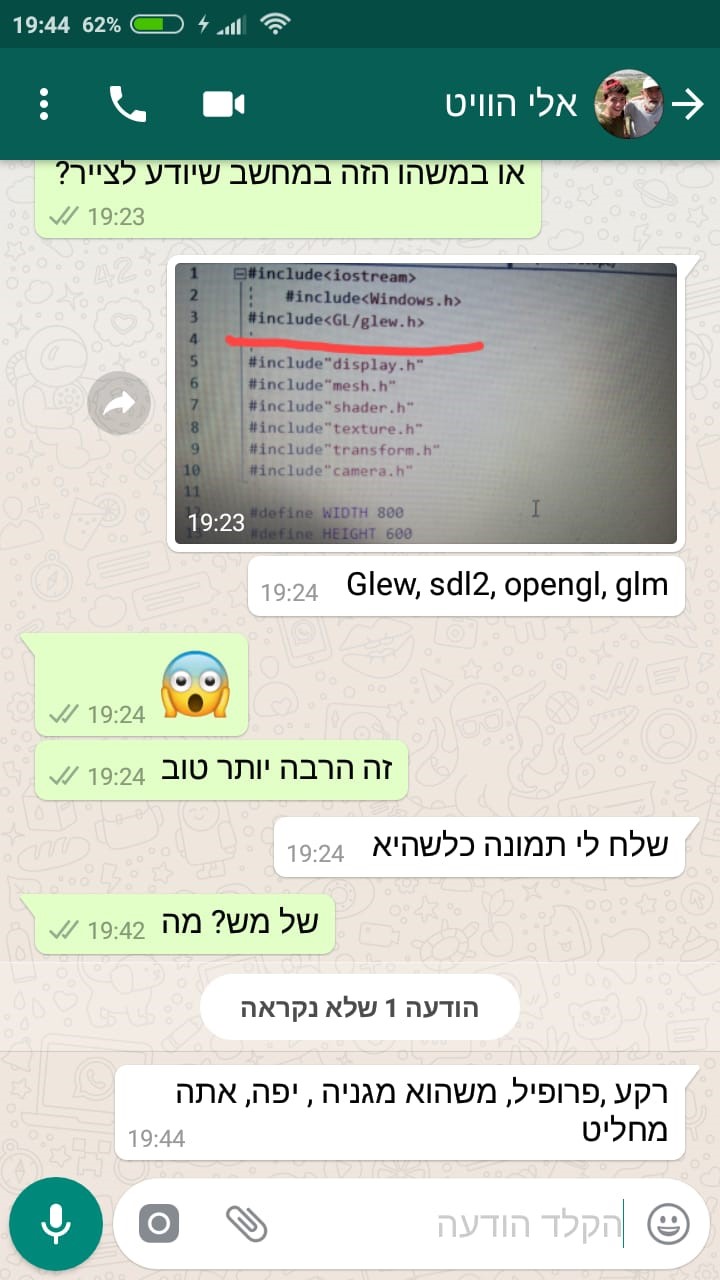 19:44 62%
אלי הוויט
או במשהו הזה במחשב שיודע לצייר?
19:23
1 #include<iostream>
2 #include<Windows.h>
3 #include<GL/glew.h>
4
5 #include"display.h"
6 #include"mesh.h"
7 #include"shader.h"
8 #include"texture.h"
9 #include"transform.h"
10 #include"camera.h"
11
#define WIDTH 800
#define HEIGHT 600
19:23
Glew, sdl2, opengl, glm
19:24
19:24
זה הרבה יותר טוב
19:24
שלח לי תמונה כלשהיא
19:24
של מש? מה
19:42
הודעה 1 שלא נקראה
רקע ,פרופיל, משהוא מגניה , יפה, אתה
מחליט
19:44
הקלד הודעה